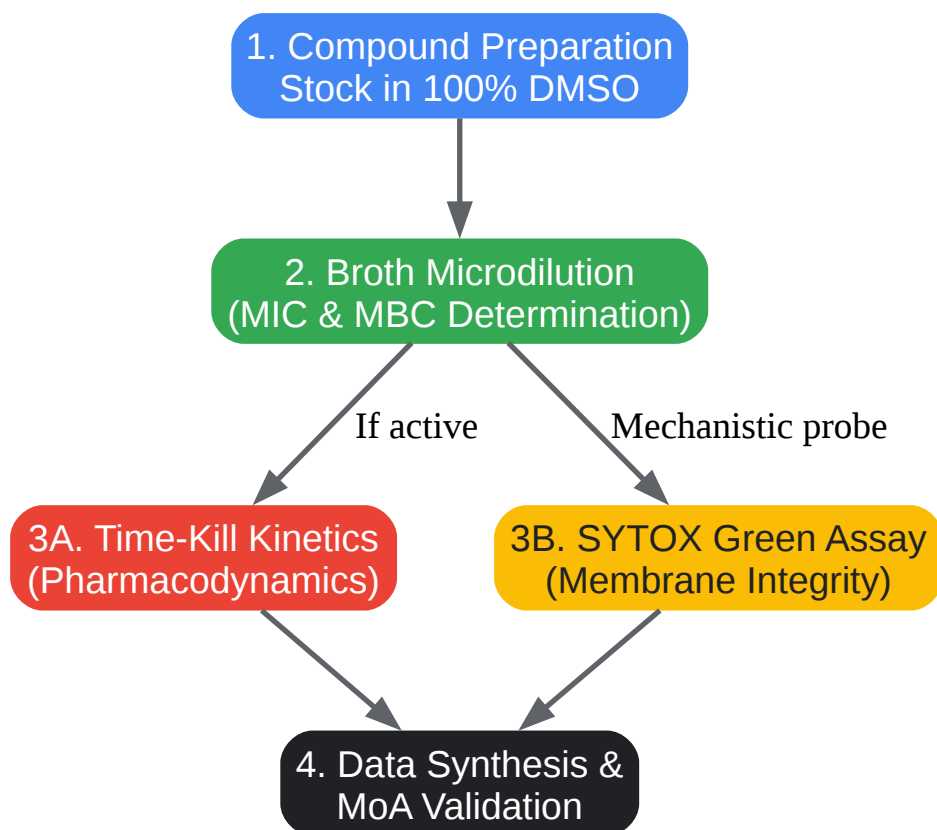 1. Compound Preparation
Stock in 100% DMSO
2. Broth Microdilution
(MIC & MBC Determination)
If active
Mechanistic probe
3A. Time-Kill Kinetics
(Pharmacodynamics)
3B. SYTOX Green Assay
(Membrane Integrity)
4. Data Synthesis &
MoA Validation